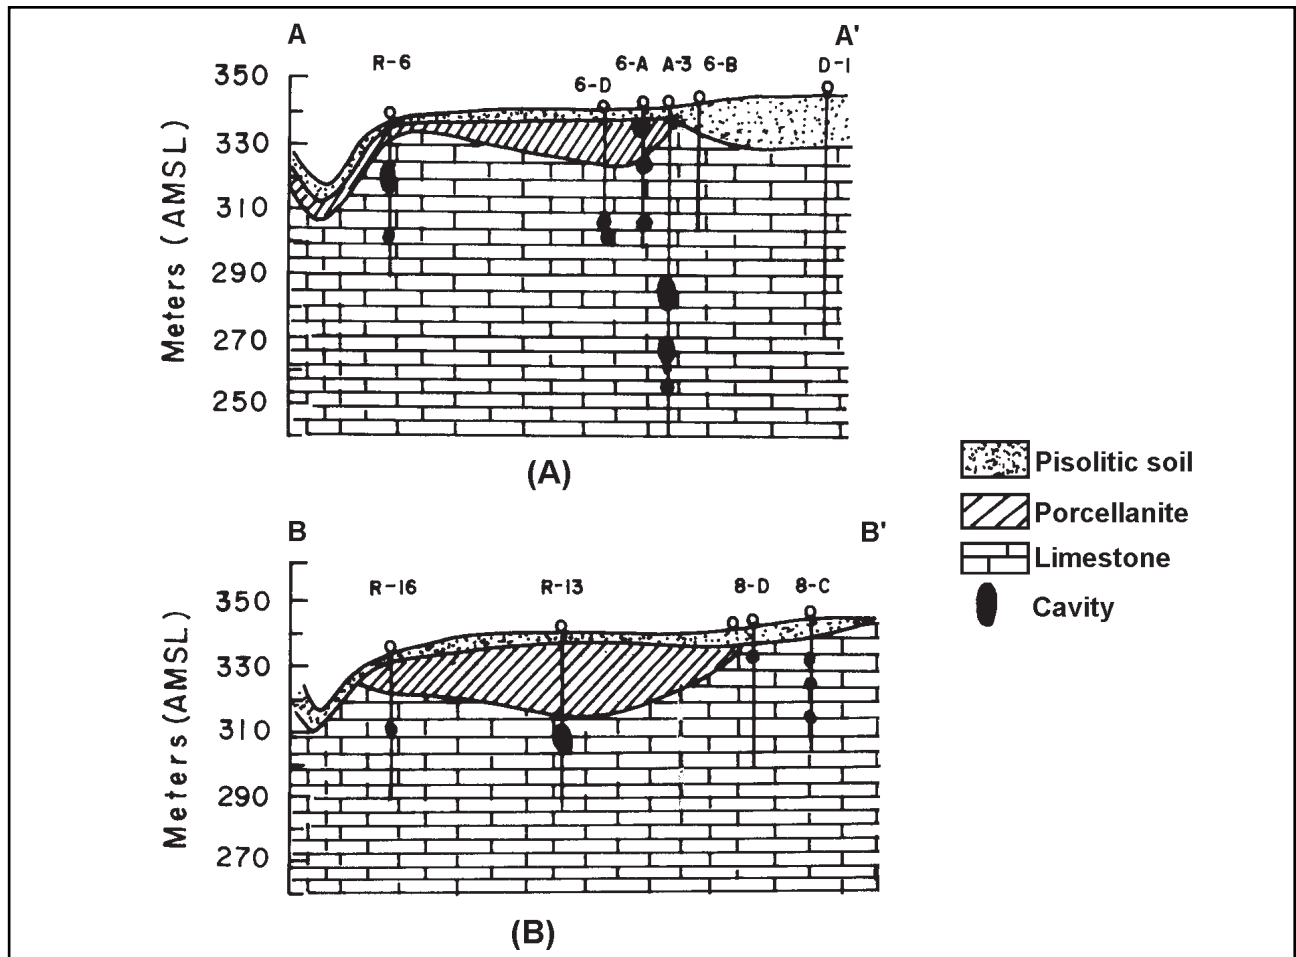 A A'
R-6 6-D 6-A A-3 6-B D-1
350
330
310
290
270
250
Meters (AMSL)
(A)
Pisolitic soil
Porcellanite
Limestone
Cavity
B B'
R-16 R-13 8-D 8-C
350
330
310
290
270
Meters (AMSL)
(B)